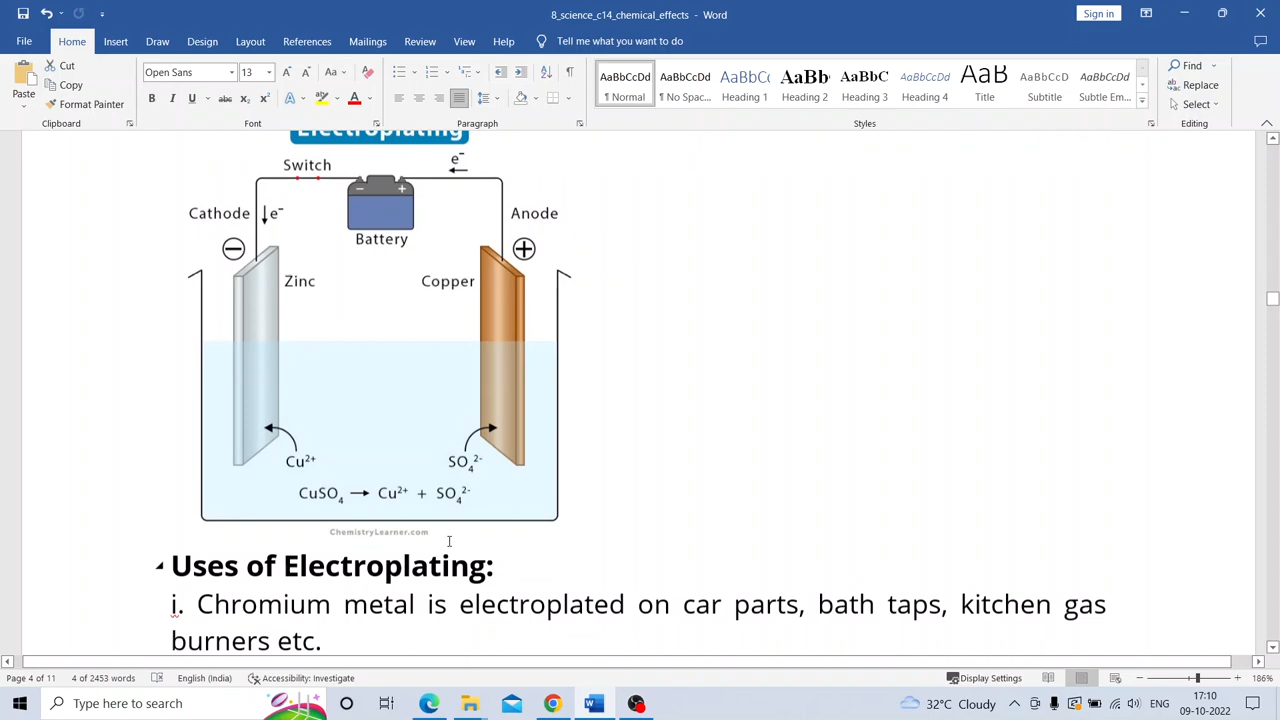 8_science_c14_chemical_effects - Word
Sign in
File Home Insert Draw Design Layout References Mailings Review View Help Tell me what you want to do
Paste
Cut
Copy
Format Painter
Clipboard
Open Sans 13
Font
Paragraph
AaBbCcDd ¶ Normal
AaBbCcDd ¶ No Spac...
AaBbCc Heading 1
AaBb Heading 2
AaBbC Heading 3
AaBbCcDd Heading 4
AaB Title
AaBbCcDd Subtitle
AaBbCcDd Subtle Em...
Styles
Find
Replace
Select
Editing
Electroplating
Switch
e⁻
Cathode
e⁻
− +
Battery
Anode
Zinc
Copper
Cu²⁺
SO₄²⁻
CuSO₄ → Cu²⁺ + SO₄²⁻
ChemistryLearner.com
Uses of Electroplating:
i. Chromium metal is electroplated on car parts, bath taps, kitchen gas
burners etc.
Page 4 of 11 4 of 2453 words English (India) Accessibility: Investigate Display Settings 186%
Type here to search
32°C Cloudy
ENG
17:10
09-10-2022